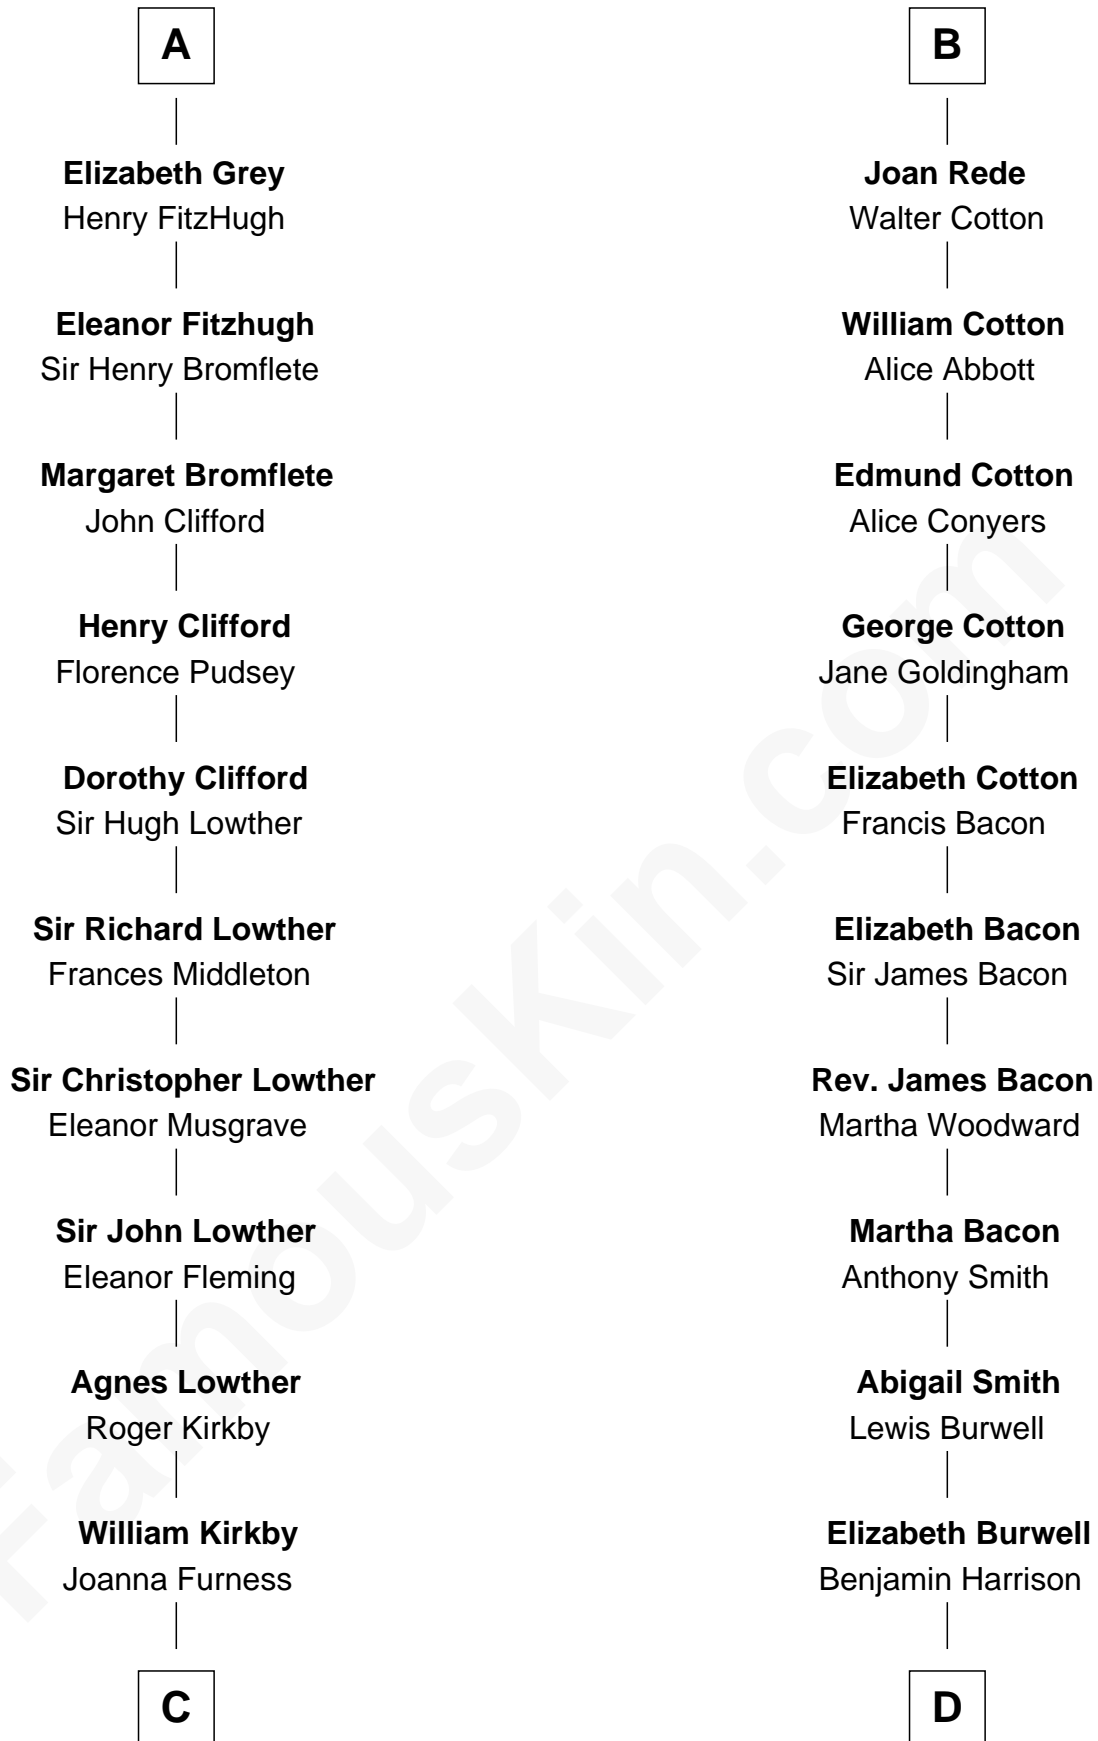 A
Elizabeth Grey
Henry FitzHugh
Eleanor Fitzhugh
Sir Henry Bromflete
Margaret Bromflete
John Clifford
Henry Clifford
Florence Pudsey
Dorothy Clifford
Sir Hugh Lowther
Sir Richard Lowther
Frances Middleton
Sir Christopher Lowther
Eleanor Musgrave
Sir John Lowther
Eleanor Fleming
Agnes Lowther
Roger Kirkby
William Kirkby
Joanna Furness
C
B
Joan Rede
Walter Cotton
William Cotton
Alice Abbott
Edmund Cotton
Alice Conyers
George Cotton
Jane Goldingham
Elizabeth Cotton
Francis Bacon
Elizabeth Bacon
Sir James Bacon
Rev. James Bacon
Martha Woodward
Martha Bacon
Anthony Smith
Abigail Smith
Lewis Burwell
Elizabeth Burwell
Benjamin Harrison
D
FamousKin.com